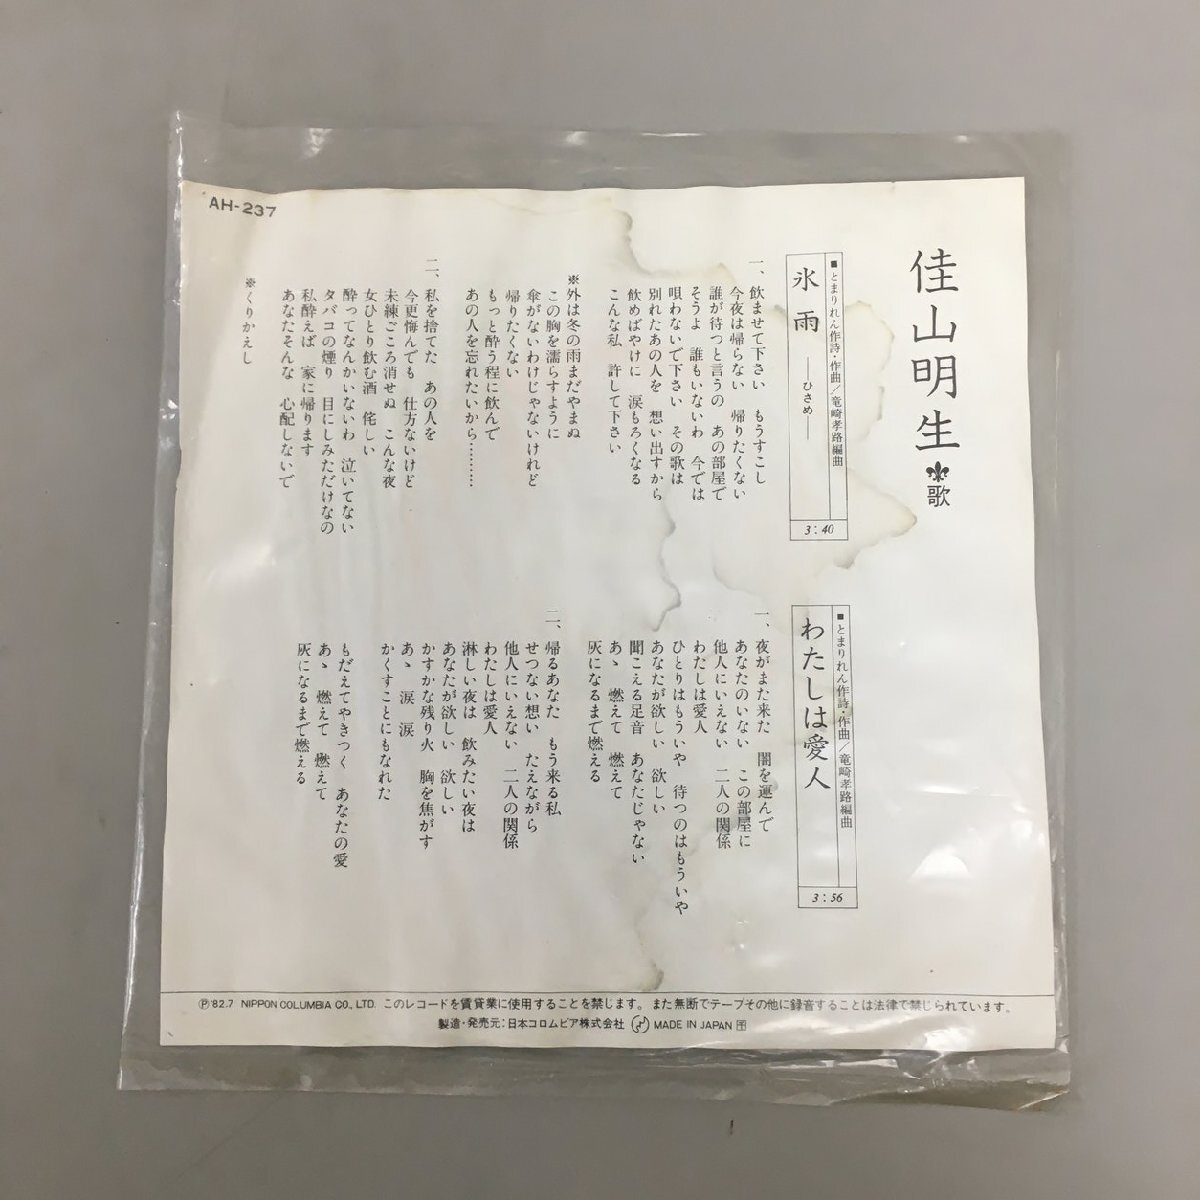 AH-237
佳山明生⚜歌
■とまりれん作詩・作曲／竜崎孝路編曲
氷雨 ——ひさめ——
3:40
一、飲ませて下さい　もうすこし
今夜は帰らない　帰りたくない
誰が待つと言うの　あの部屋で
そうよ　誰もいないわ　今では
唄わないで下さい　その歌は
別れたあの人を　想い出すから
飲めばやけに　涙もろくなる
こんな私　許して下さい
※外は冬の雨まだやまぬ
この胸を濡らすように
傘がないわけじゃないけれど
帰りたくない
もっと酔う程に飲んで
あの人を忘れたいから………
二、私を捨てた　あの人を
今更悔んでも　仕方ないけど
未練ごころ消せぬ　こんな夜
女ひとり飲む酒　侘しい
酔ってなんかいないわ　泣いてない
タバコの煙り　目にしみただけなの
私酔えば　家に帰ります
あなたそんな　心配しないで
※くりかえし
■とまりれん作詩・作曲／竜崎孝路編曲
わたしは愛人
3:56
一、夜がまた来た　闇を運んで
あなたのいない　この部屋に
他人にいえない　二人の関係
わたしは愛人
ひとりはもういや　待つのはもういや
あなたが欲しい　欲しい
聞こえる足音　あなたじゃない
あゝ　燃えて　燃えて
灰になるまで燃える
二、帰るあなた　もう来る私
せつない想い　たえながら
他人にいえない　二人の関係
わたしは愛人
淋しい夜は　飲みたい夜は
あなたが欲しい　欲しい
かすかな残り火　胸を焦がす
あゝ　涙　涙
かくすことにもなれた
もだえてやきつく　あなたの愛
あゝ　燃えて　燃えて
灰になるまで燃える
Ⓟ'82.7 NIPPON COLUMBIA CO., LTD. このレコードを賃貸業に使用することを禁じます。また無断でテープその他に録音することは法律で禁じられています。
製造・発売元：日本コロムビア株式会社 MADE IN JAPAN